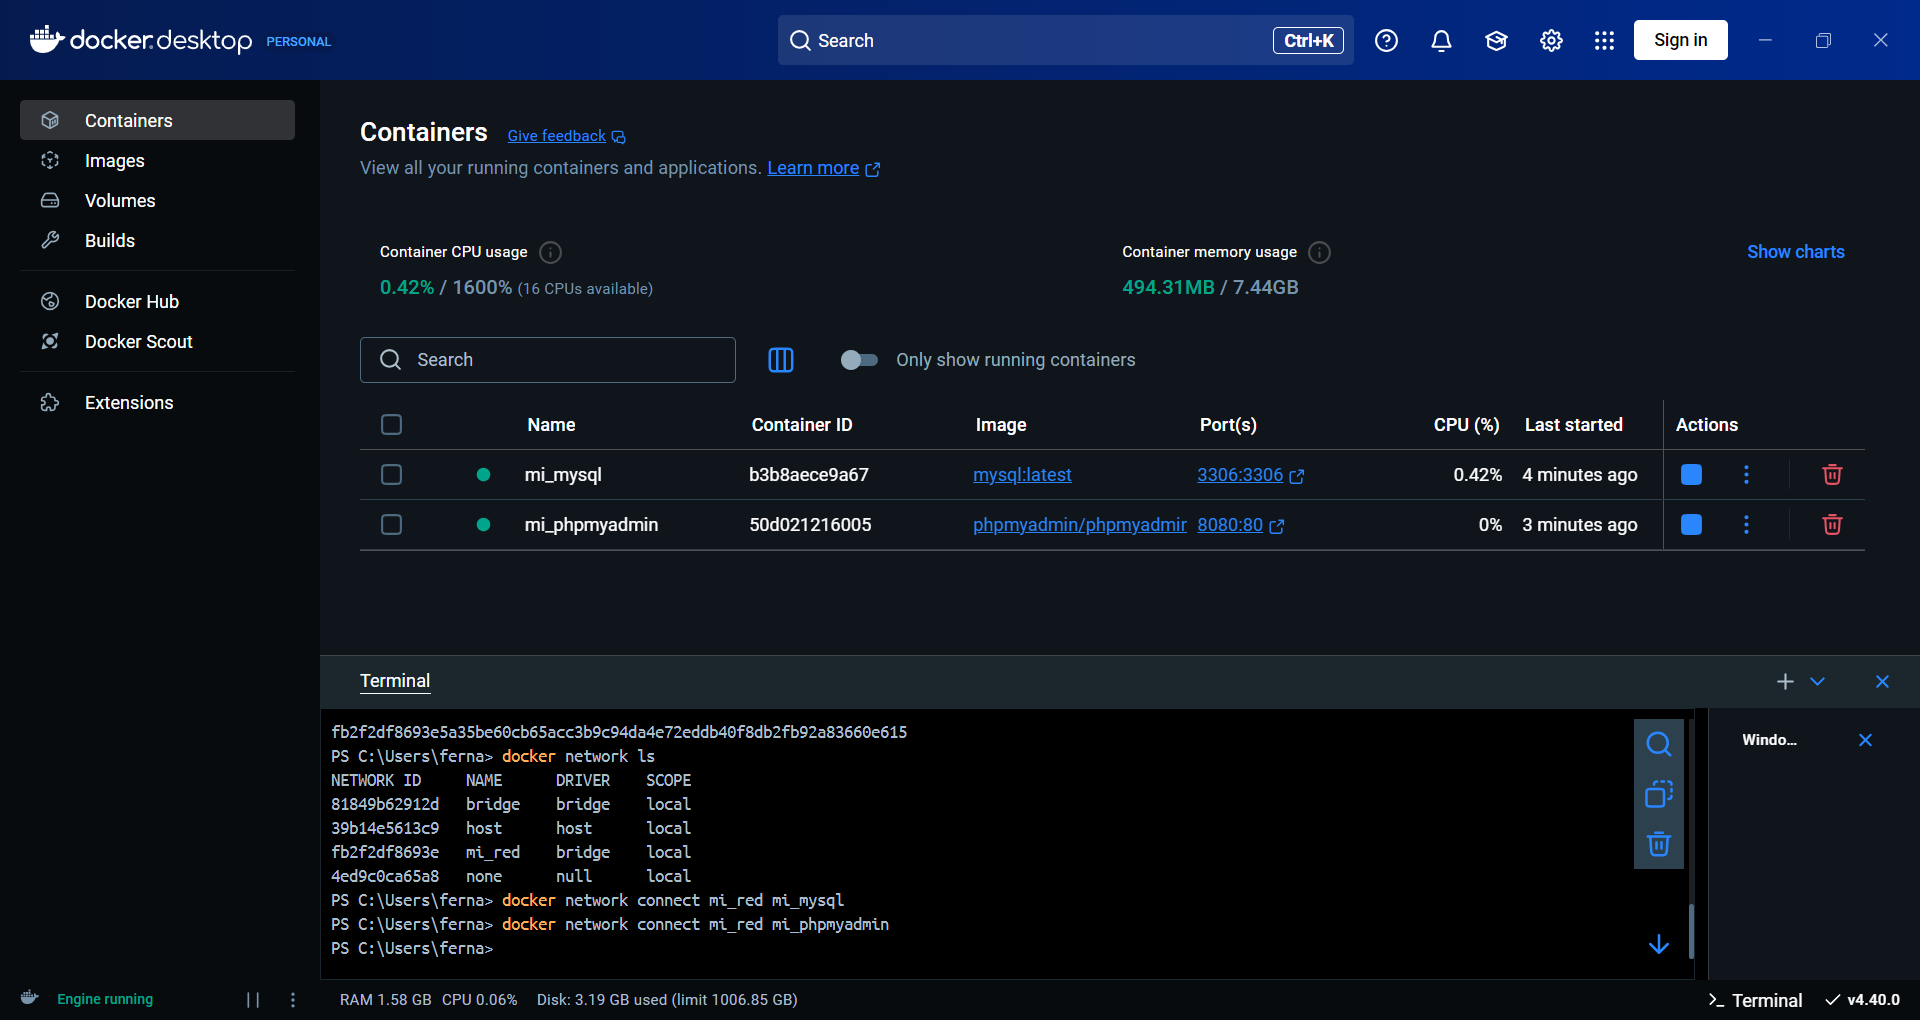 docker.desktop PERSONAL
Search Ctrl+K
Sign in
Containers
Images
Volumes
Builds
Docker Hub
Docker Scout
Extensions
Containers Give feedback
View all your running containers and applications. Learn more
Container CPU usage
0.42% / 1600% (16 CPUs available)
Container memory usage
494.31MB / 7.44GB
Show charts
Search
Only show running containers
Name Container ID Image Port(s) CPU (%) Last started Actions
mi_mysql b3b8aece9a67 mysql:latest 3306:3306 0.42% 4 minutes ago
mi_phpmyadmin 50d021216005 phpmyadmin/phpmyadmir 8080:80 0% 3 minutes ago
Terminal
fb2f2df8693e5a35be60cb65acc3b9c94da4e72eddb40f8db2fb92a83660e615
PS C:\Users\ferna> docker network ls
NETWORK ID NAME DRIVER SCOPE
81849b62912d bridge bridge local
39b14e5613c9 host host local
fb2f2df8693e mi_red bridge local
4ed9c0ca65a8 none null local
PS C:\Users\ferna> docker network connect mi_red mi_mysql
PS C:\Users\ferna> docker network connect mi_red mi_phpmyadmin
PS C:\Users\ferna>
Windo...
Engine running
RAM 1.58 GB CPU 0.06% Disk: 3.19 GB used (limit 1006.85 GB)
Terminal
v4.40.0